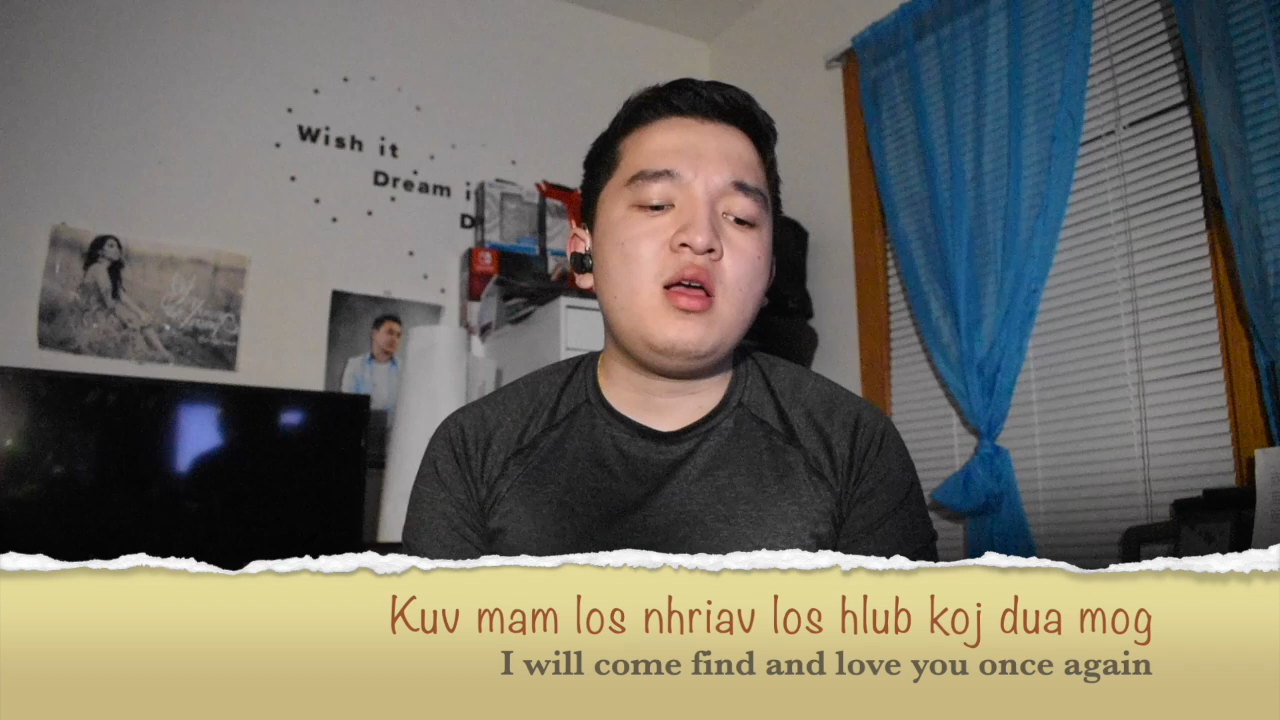 Wish it
Dream i
D
Kuv mam los nhriav los hlub koj dua mog
I will come find and love you once again